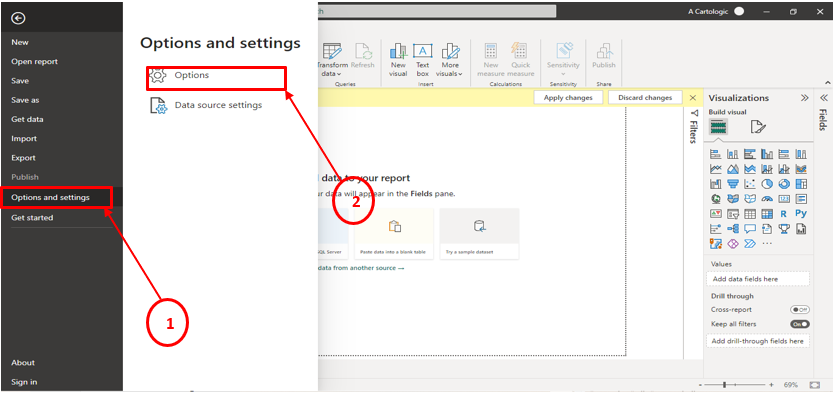 New
Open report
Save
Save as
Get data
Import
Export
Publish
Options and settings
Get started
About
Sign in
Options and settings
Options
Data source settings
1
2
A Cartologic
Transform
data
Refresh
New
visual
Text
box
More
visuals
New
measure
Quick
measure
Sensitivity
Publish
Queries
Insert
Calculations
Sensitivity
Share
Apply changes
Discard changes
data to your report
data will appear in the Fields pane.
QL Server
Paste data into a blank table
Try a sample dataset
data from another source →
Filters
Visualizations
Build visual
R
Py
123
Values
Add data fields here
Drill through
Cross-report
Off
Keep all filters
On
Add drill-through fields here
Fields
69%